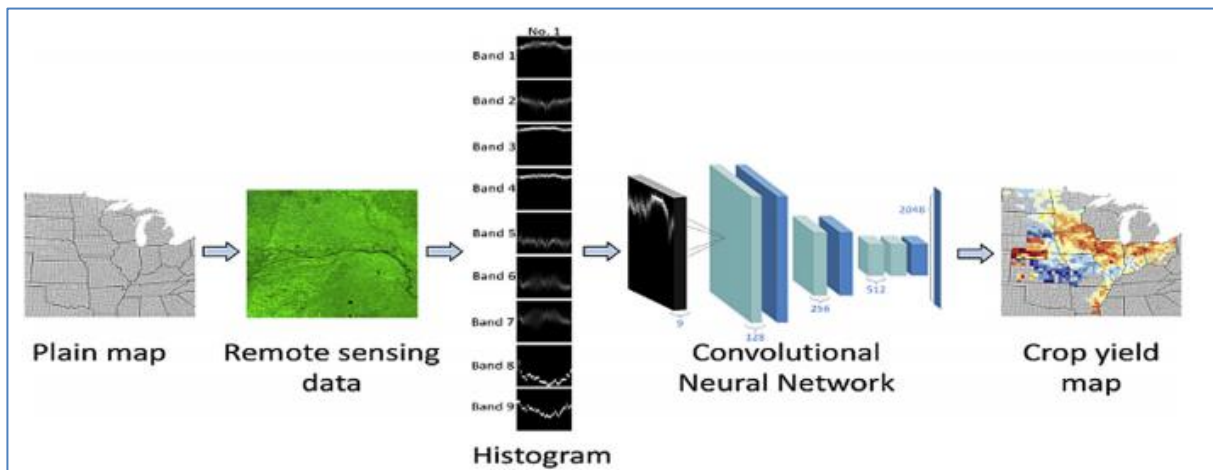 No. 1
Band 1
Band 2
Band 3
Band 4
Band 5
Band 6
Band 7
Band 8
Band 9
Histogram
Plain map
Remote sensing
data
9
128
256
512
2048
Convolutional
Neural Network
Crop yield
map